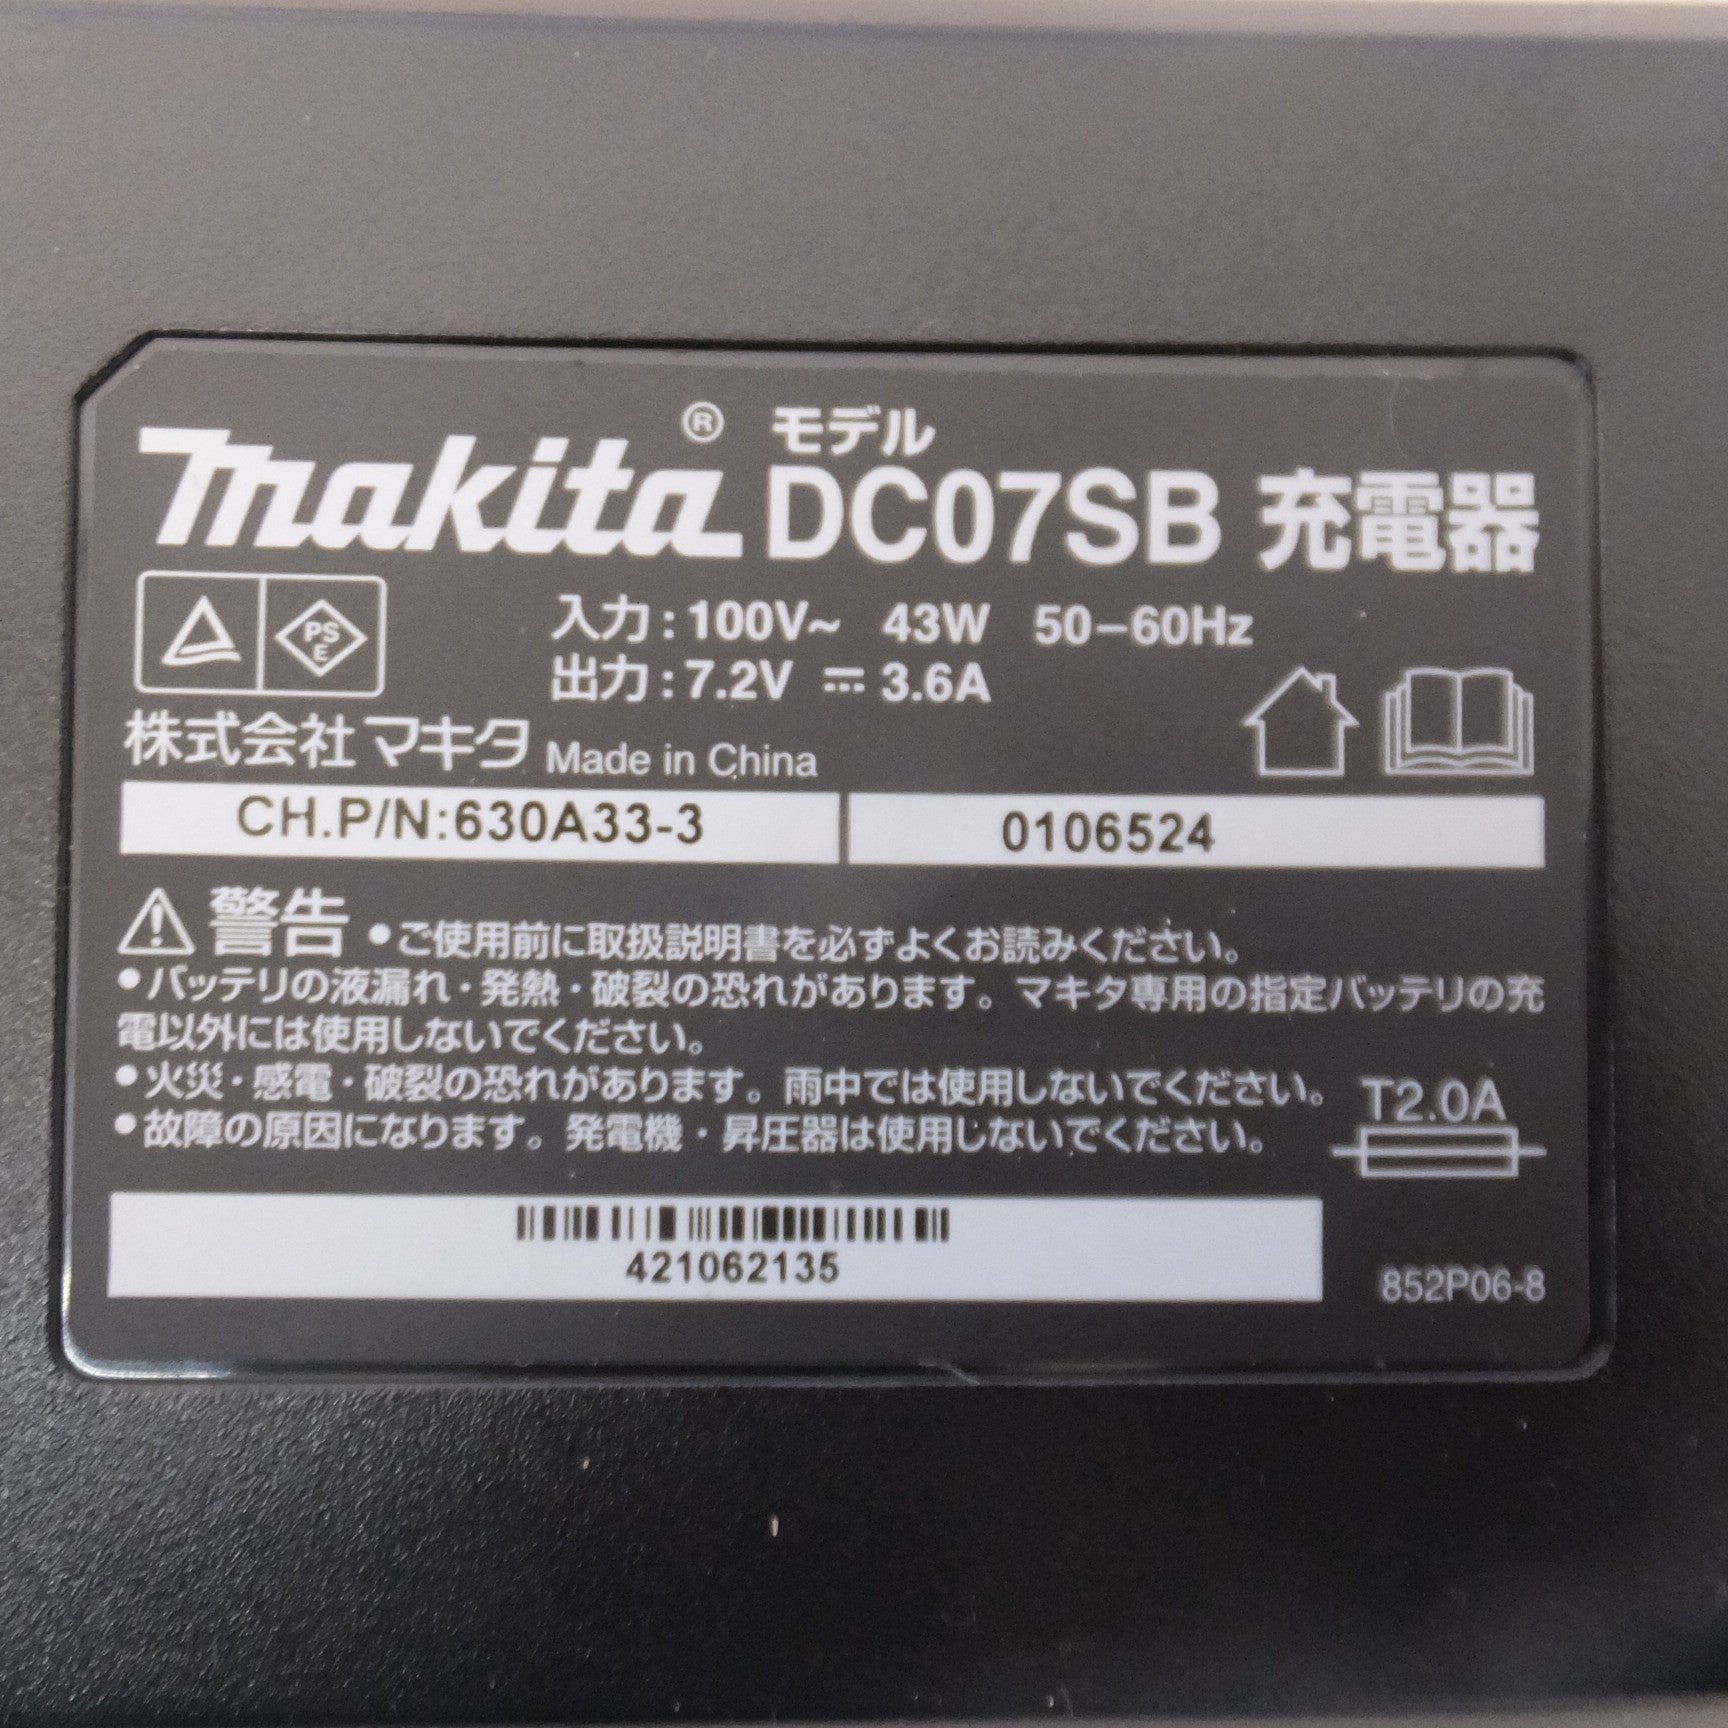 makita® モデル
DC07SB 充電器
PS
E
入力：100V～ 43W 50−60Hz
出力：7.2V ⎓ 3.6A
株式会社 マキタ Made in China
CH.P/N:630A33-3 0106524
⚠警告 ●ご使用前に取扱説明書を必ずよくお読みください。
●バッテリの液漏れ・発熱・破裂の恐れがあります。マキタ専用の指定バッテリの充
電以外には使用しないでください。
●火災・感電・破裂の恐れがあります。雨中では使用しないでください。
●故障の原因になります。発電機・昇圧器は使用しないでください。
T2.0A
421062135
852P06-8